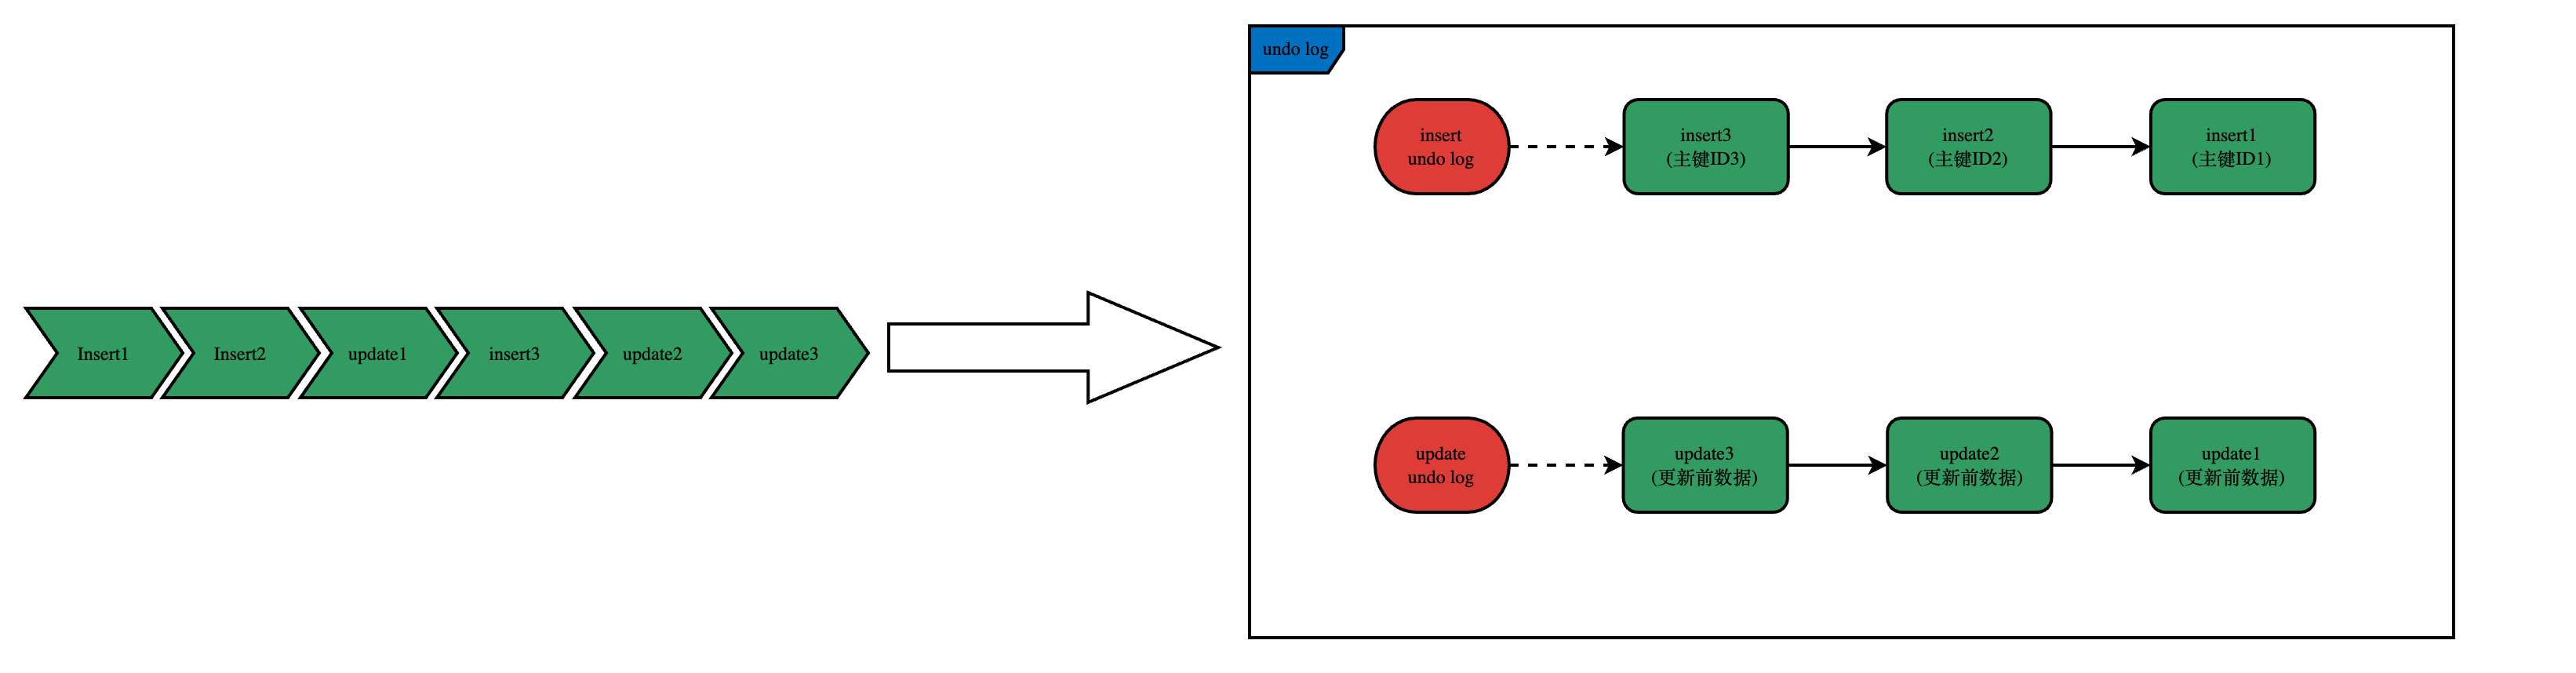 Insert1
Insert2
update1
insert3
update2
update3
undo log
insert
undo log
insert3
(主键ID3)
insert2
(主键ID2)
insert1
(主键ID1)
update
undo log
update3
(更新前数据)
update2
(更新前数据)
update1
(更新前数据)